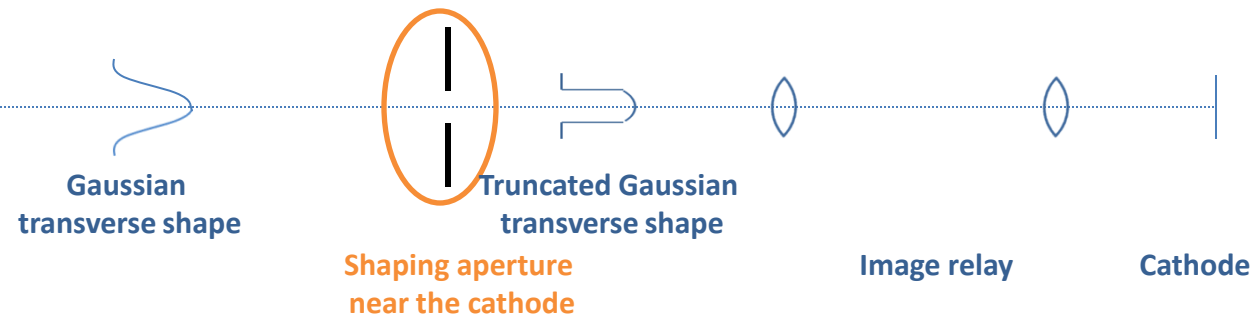 Gaussian
transverse shape
Truncated Gaussian
transverse shape
Shaping aperture
near the cathode
Image relay
Cathode